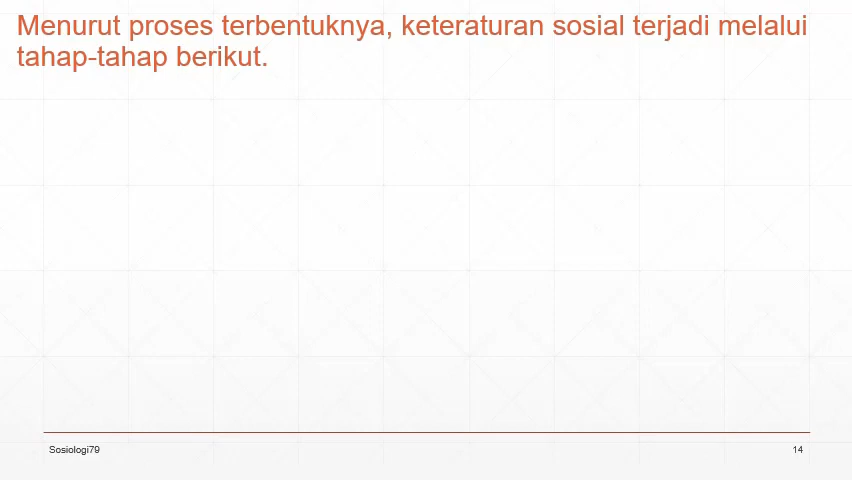 Menurut proses terbentuknya, keteraturan sosial terjadi melalui
tahap-tahap berikut.
Sosiologi79
14